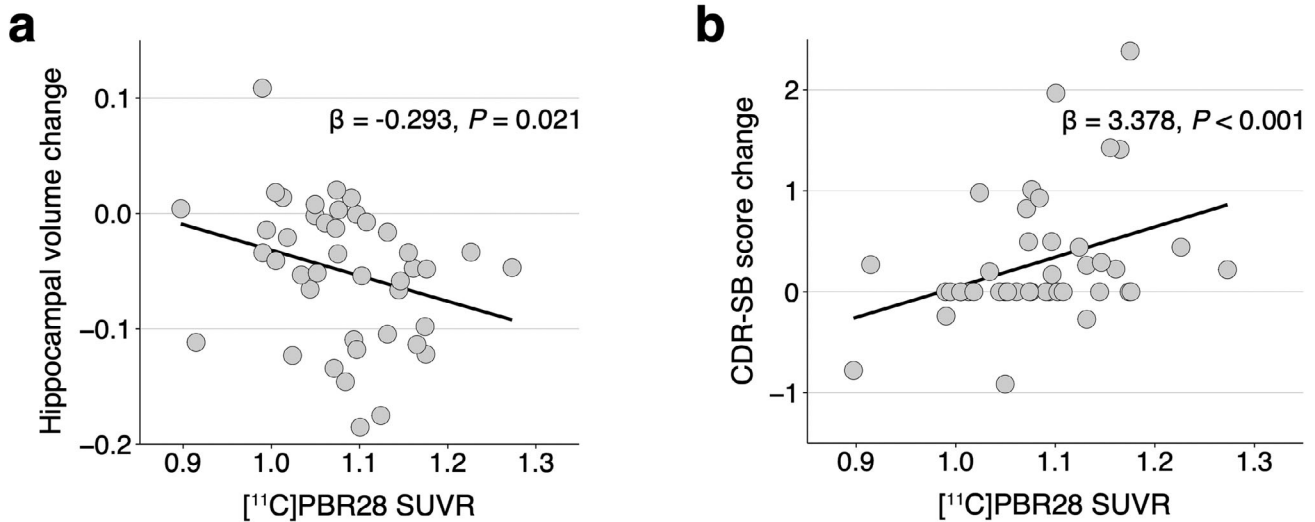 a
Hippocampal volume change
0.1
0.0
−0.1
−0.2
β = -0.293, P = 0.021
0.9 1.0 1.1 1.2 1.3
[¹¹C]PBR28 SUVR
b
CDR-SB score change
2
1
0
−1
β = 3.378, P < 0.001
0.9 1.0 1.1 1.2 1.3
[¹¹C]PBR28 SUVR